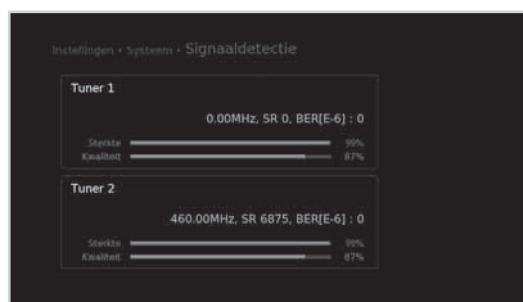 Instellingen • Systeem • Signaaldetectie
Tuner 1
0.00MHz, SR 0, BER[E-6] : 0
Sterkte 99%
Kwaliteit 87%
Tuner 2
460.00MHz, SR 6875, BER[E-6] : 0
Sterkte 99%
Kwaliteit 87%